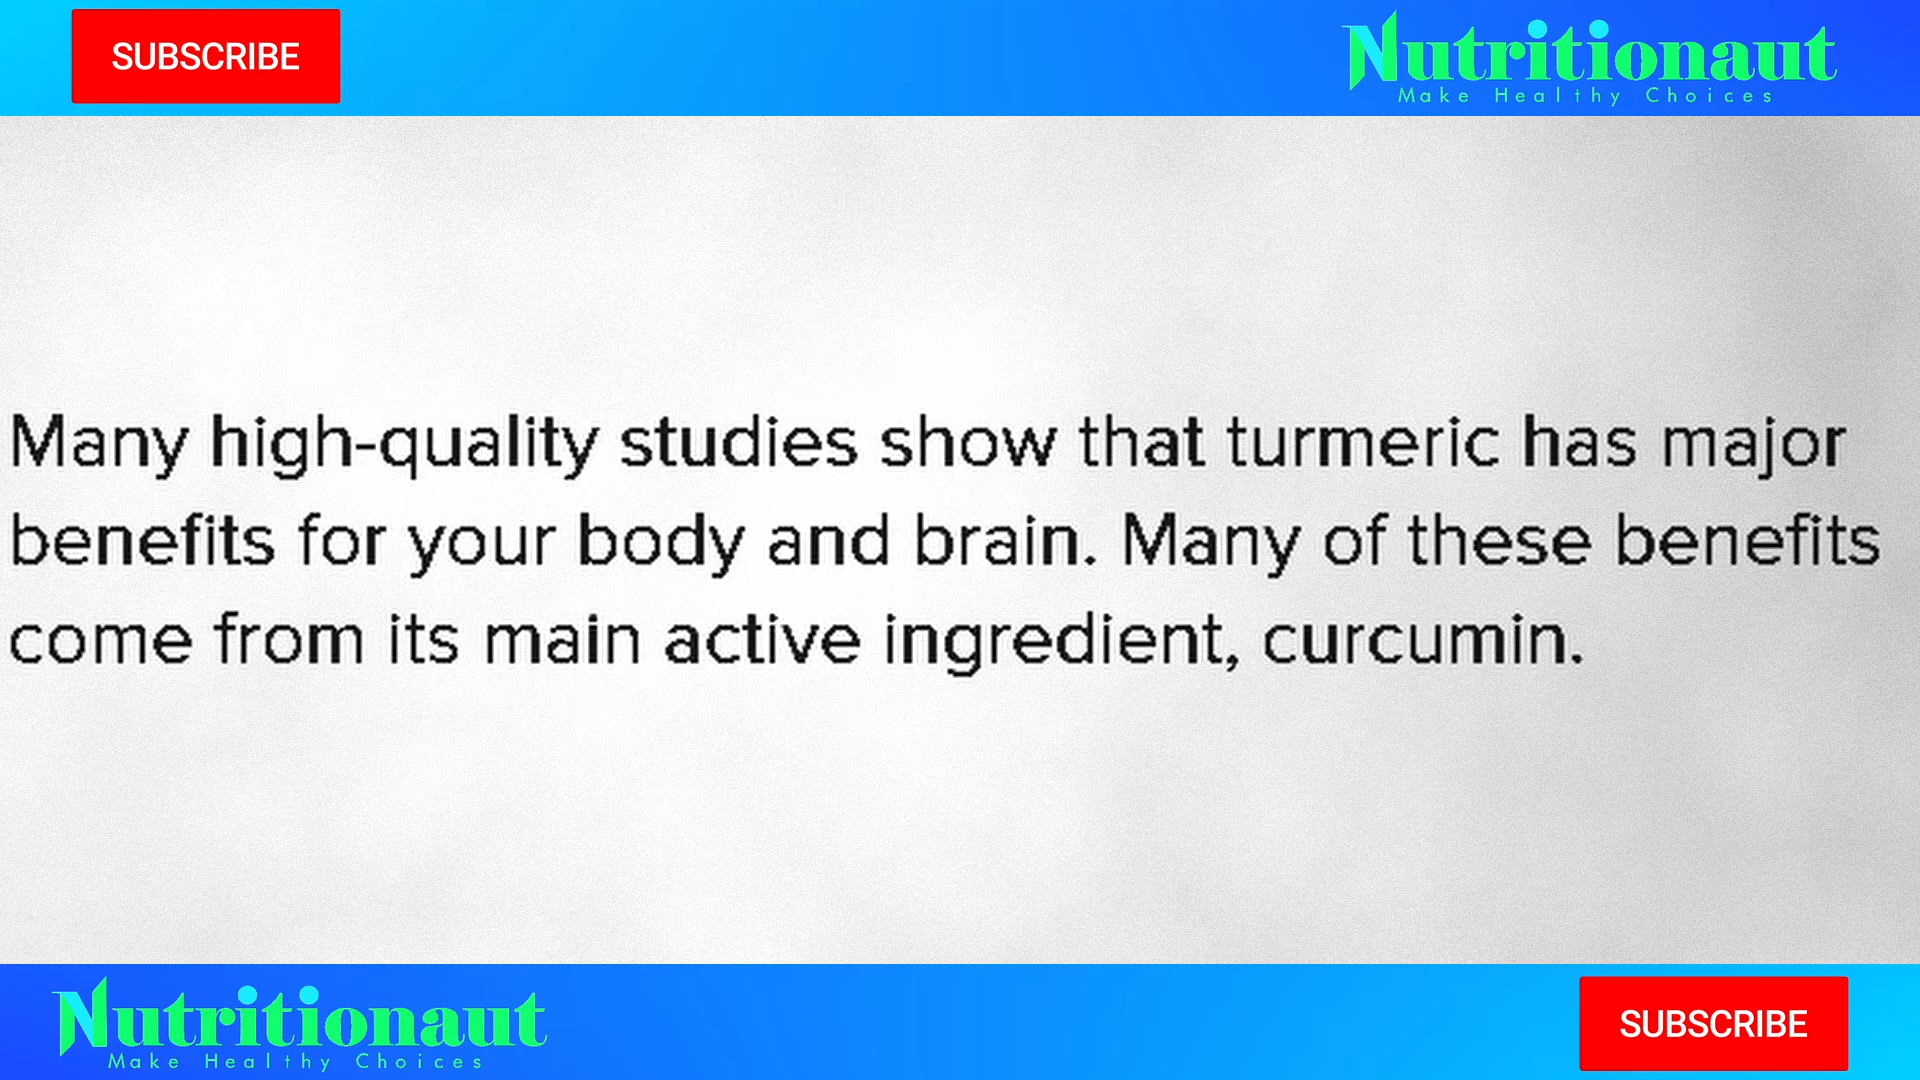 SUBSCRIBE
Nutritionaut
Make Healthy Choices
Many high-quality studies show that turmeric has major
benefits for your body and brain. Many of these benefits
come from its main active ingredient, curcumin.
Nutritionaut
Make Healthy Choices
SUBSCRIBE